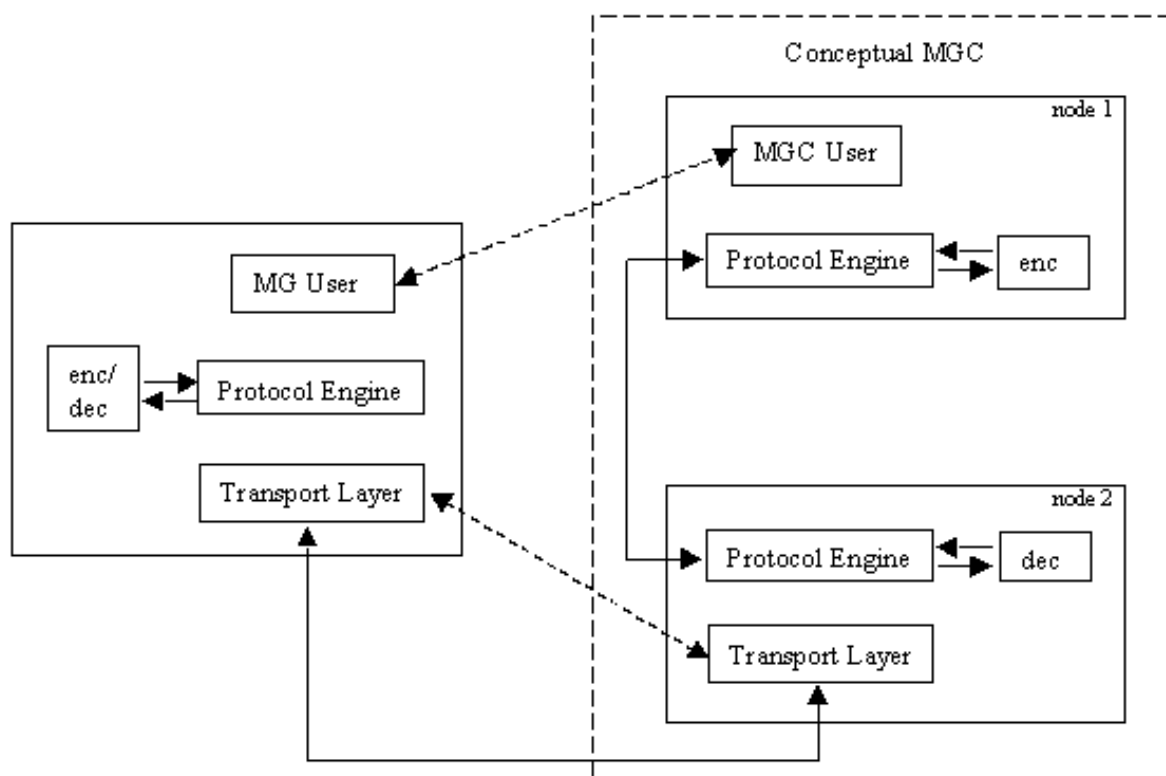 Conceptual MGC
node 1
MGC User
Protocol Engine
enc
MG User
enc/
dec
Protocol Engine
Transport Layer
node 2
Protocol Engine
dec
Transport Layer